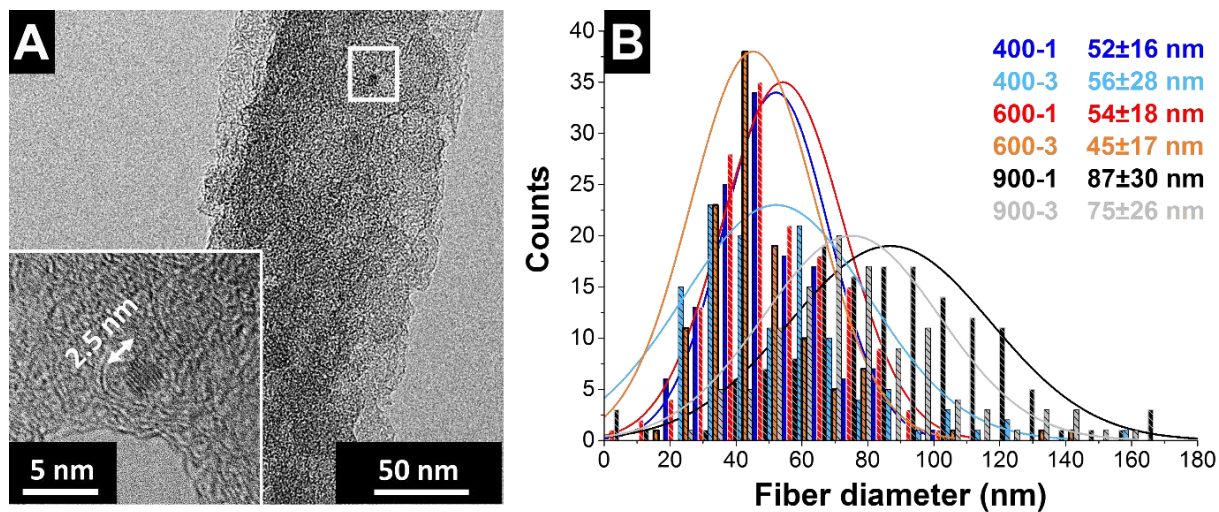 A
2.5 nm
5 nm
50 nm
B
400-1 52±16 nm
400-3 56±28 nm
600-1 54±18 nm
600-3 45±17 nm
900-1 87±30 nm
900-3 75±26 nm
Counts
40
35
30
25
20
15
10
5
0
0 20 40 60 80 100 120 140 160 180
Fiber diameter (nm)